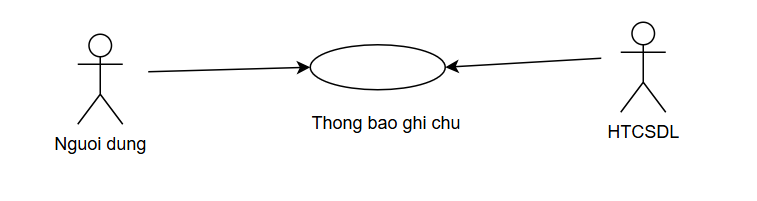 Nguoi dung
Thong bao ghi chu
HTCSDL